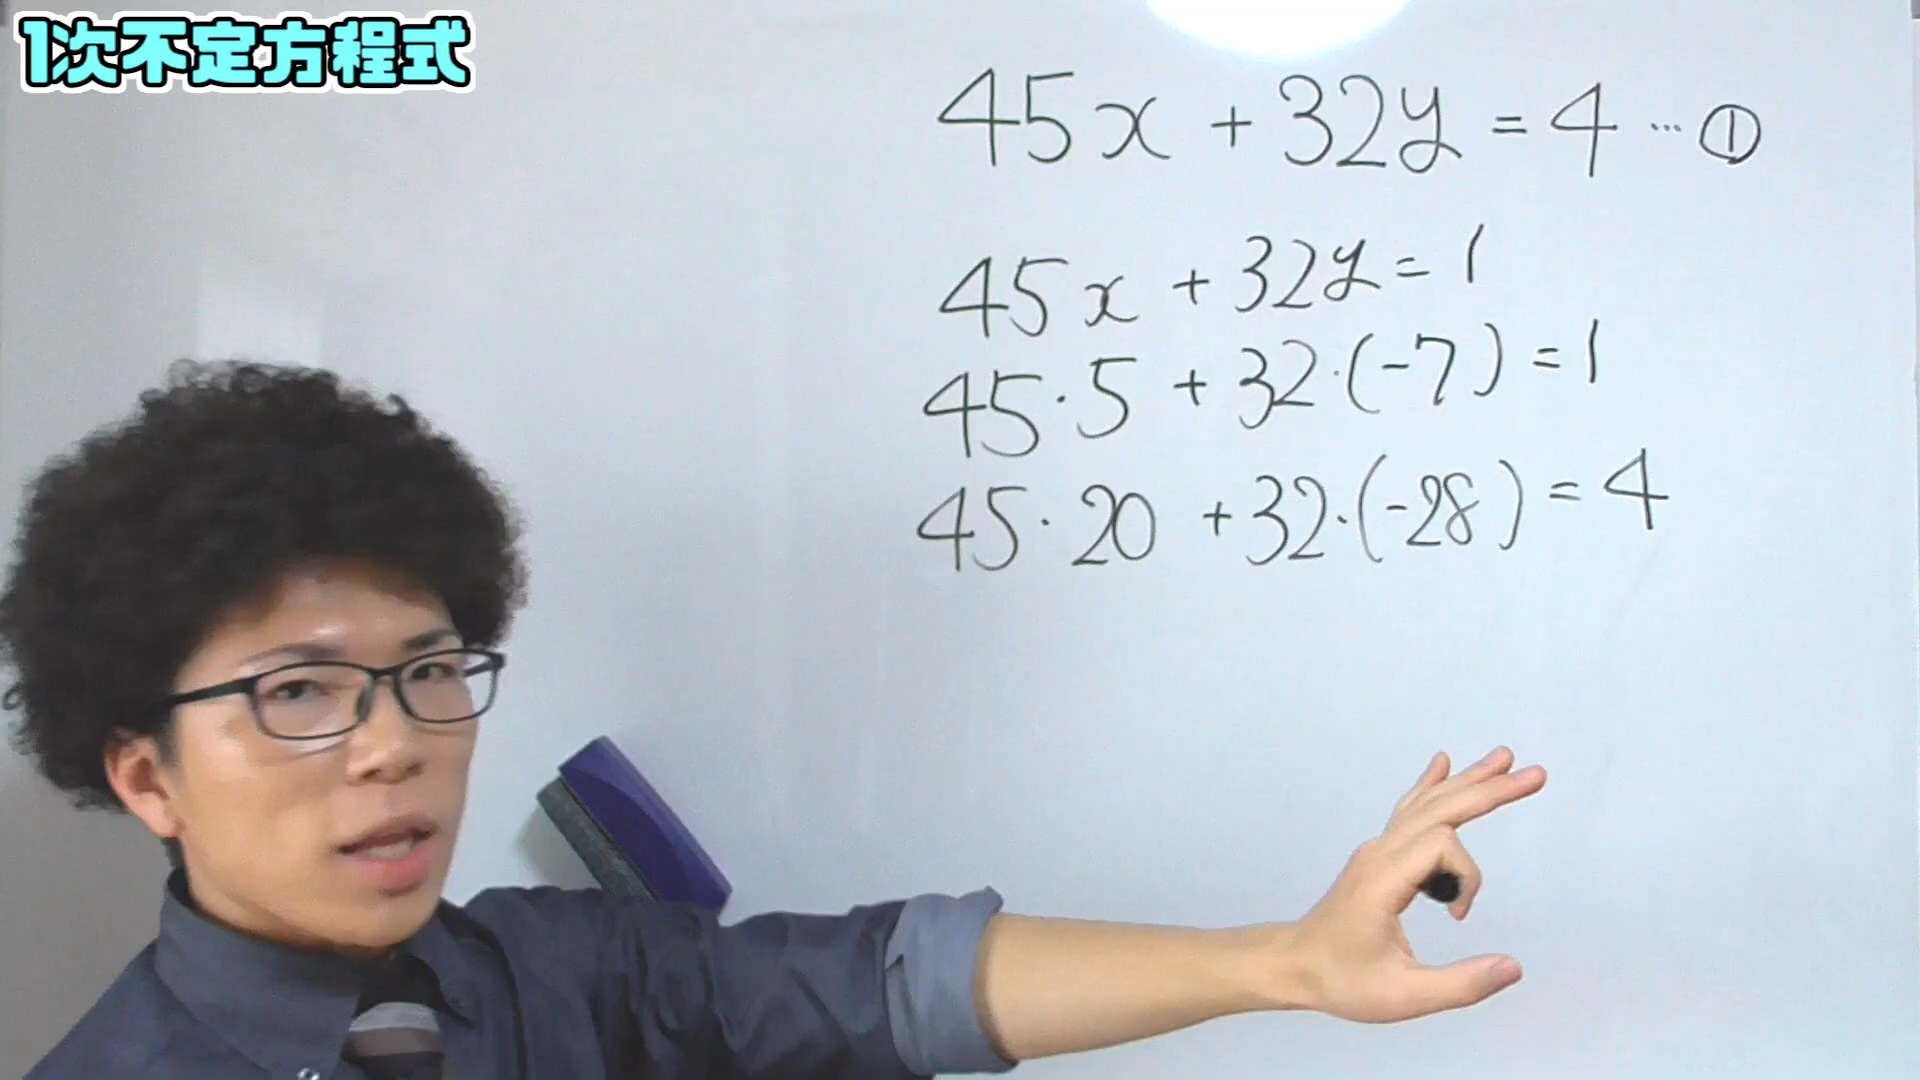 1次不定方程式
45x + 32y = 4 … ①
45x + 32y = 1
45・5 + 32・(-7) = 1
45・20 + 32・(-28) = 4